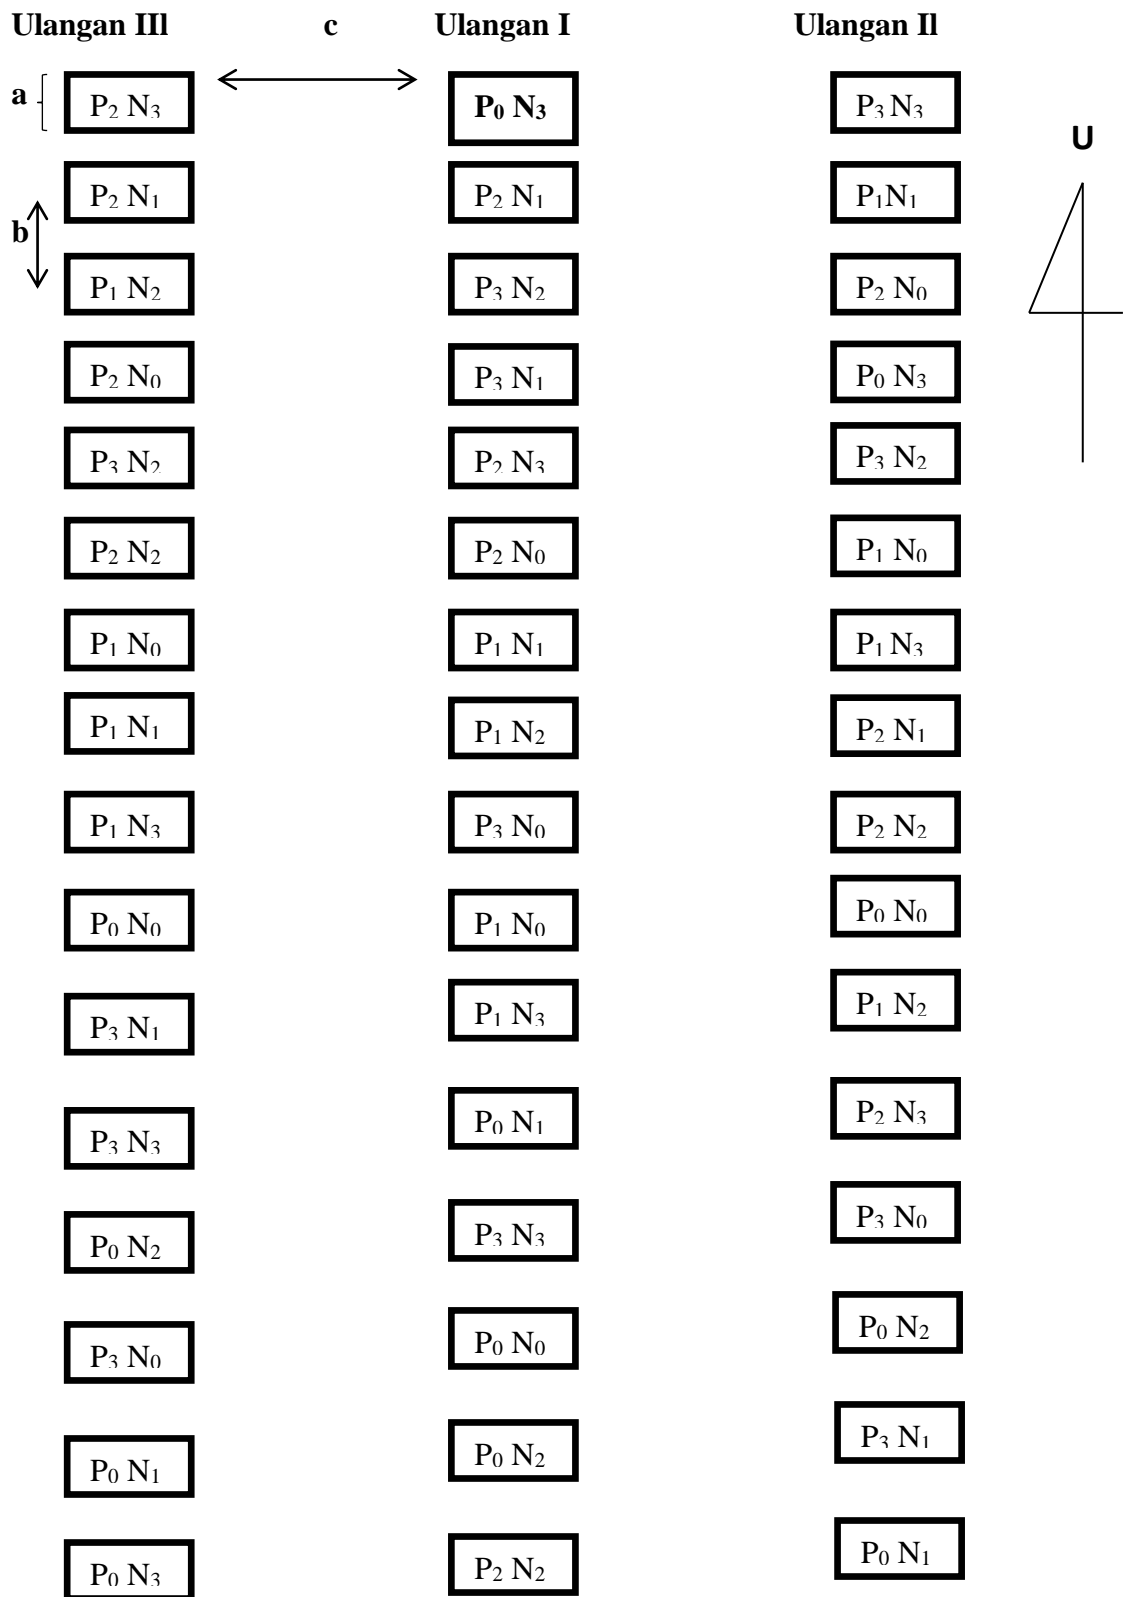 Ulangan IIl c Ulangan I Ulangan Il
a P₂ N₃ P₀ N₃ P₃ N₃
U
P₂ N₁ P₂ N₁ P₁N₁
b
P₁ N₂ P₃ N₂ P₂ N₀
P₂ N₀ P₃ N₁ P₀ N₃
P₃ N₂ P₂ N₃ P₃ N₂
P₂ N₂ P₂ N₀ P₁ N₀
P₁ N₀ P₁ N₁ P₁ N₃
P₁ N₁ P₁ N₂ P₂ N₁
P₁ N₃ P₃ N₀ P₂ N₂
P₀ N₀ P₁ N₀ P₀ N₀
P₃ N₁ P₁ N₃ P₁ N₂
P₃ N₃ P₀ N₁ P₂ N₃
P₀ N₂ P₃ N₃ P₃ N₀
P₃ N₀ P₀ N₀ P₀ N₂
P₀ N₁ P₀ N₂ P₃ N₁
P₀ N₃ P₂ N₂ P₀ N₁